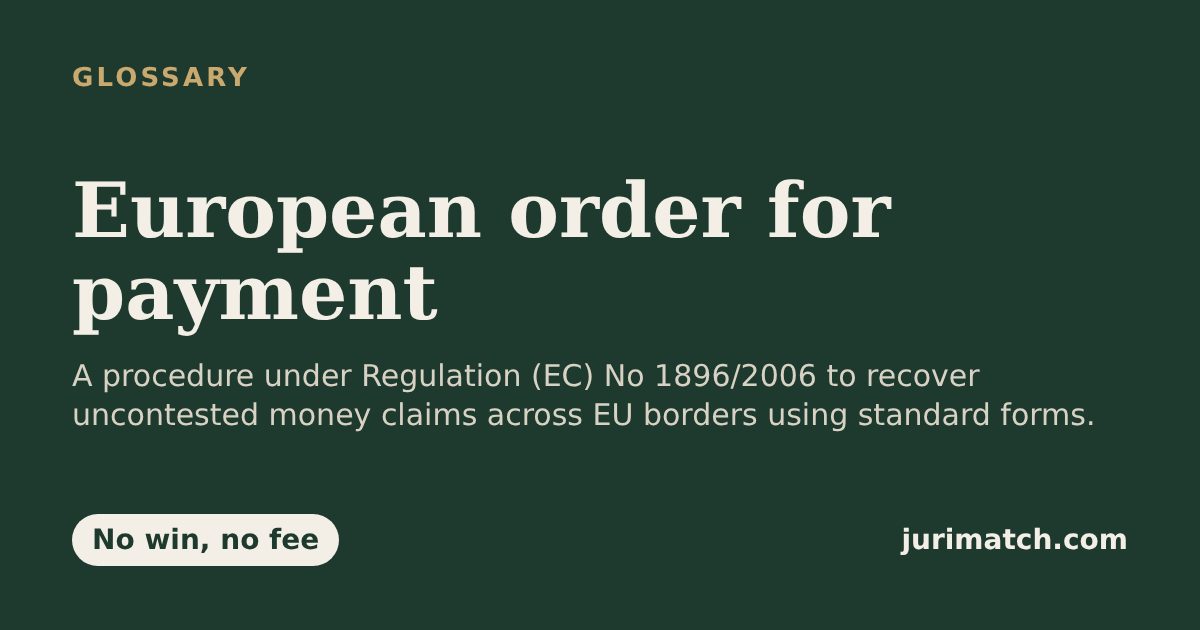 GLOSSARY
European order for
payment
A procedure under Regulation (EC) No 1896/2006 to recover
uncontested money claims across EU borders using standard forms.
No win, no fee
jurimatch.com